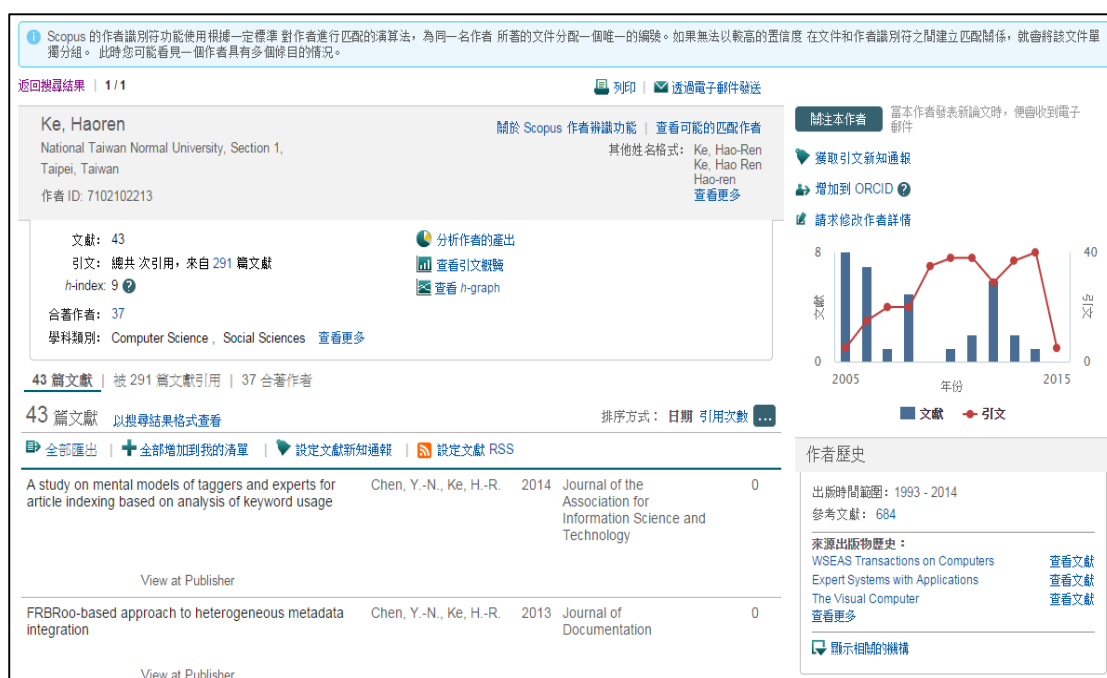 Scopus 的作者識別符功能使用根據一定標準 對作者進行匹配的演算法，為同一名作者 所著的文件分配一個唯一的編號。如果無法以較高的置信度 在文件和作者識別符之間建立匹配關係，就會將該文件單
獨分組。 此時您可能看見一個作者具有多個條目的情況。
返回搜尋結果 | 1 / 1
列印 | 透過電子郵件發送
Ke, Haoren
National Taiwan Normal University, Section 1,
Taipei, Taiwan
作者 ID: 7102102213
關於 Scopus 作者辨識功能 | 查看可能的匹配作者
其他姓名格式： Ke, Hao-Ren
Ke, Hao Ren
Hao-ren
查看更多
文獻： 43
引文： 總共 次引用，來自 291 篇文獻
h-index: 9
合著作者： 37
學科類別： Computer Science , Social Sciences 查看更多
分析作者的產出
查看引文概覽
查看 h-graph
關注本作者
當本作者發表新論文時，便會收到電子
郵件
獲取引文新知通報
增加到 ORCID
請求修改作者詳情
8
40
文獻
引文
0
0
2005
年份
2015
文獻 引文
43 篇文獻 | 被 291 篇文獻引用 | 37 合著作者
43 篇文獻 以搜尋結果格式查看
排序方式： 日期 引用次數 ...
全部匯出 | 全部增加到我的清單 | 設定文獻新知通報 | 設定文獻 RSS
A study on mental models of taggers and experts for
article indexing based on analysis of keyword usage
Chen, Y.-N., Ke, H.-R.
2014
Journal of the
Association for
Information Science and
Technology
0
View at Publisher
FRBRoo-based approach to heterogeneous metadata
integration
Chen, Y.-N., Ke, H.-R.
2013
Journal of
Documentation
0
View at Publisher
作者歷史
出版時間範圍： 1993 - 2014
參考文獻： 684
來源出版物歷史：
WSEAS Transactions on Computers 查看文獻
Expert Systems with Applications 查看文獻
The Visual Computer 查看文獻
查看更多
顯示相關的機構